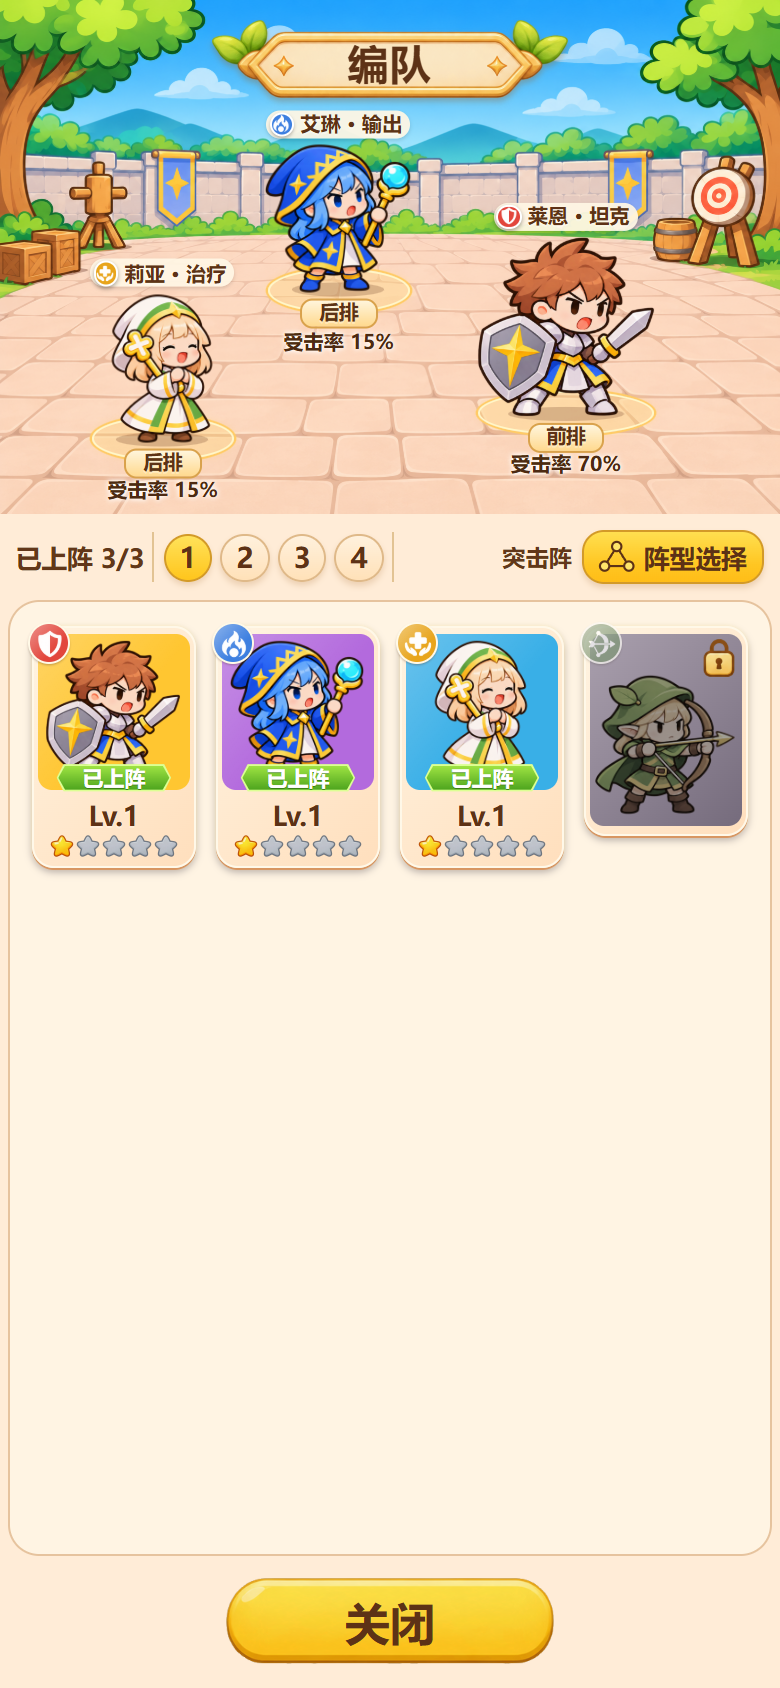 编队
艾琳·输出
莱恩·坦克
莉亚·治疗
后排
受击率 15%
前排
受击率 70%
后排
受击率 15%
已上阵 3/3
1
2
3
4
突击阵
阵型选择
已上阵
已上阵
已上阵
Lv.1
Lv.1
Lv.1
关闭